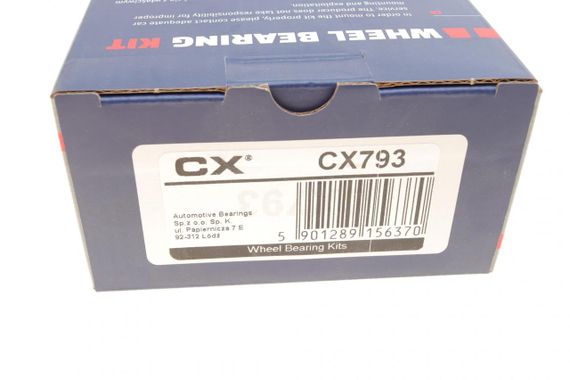 WHEEL BEARING KIT
In order to mount the kit properly, please contact adequate car
service. The producer does not take responsibility for improper
mounting and exploitation.
CX®
CX793
Automotive Bearings
Sp.z o.o. Sp. K.
ul. Papiernicza 7 E
92-312 Łódź
5 901289 156370
Wheel Bearing Kits